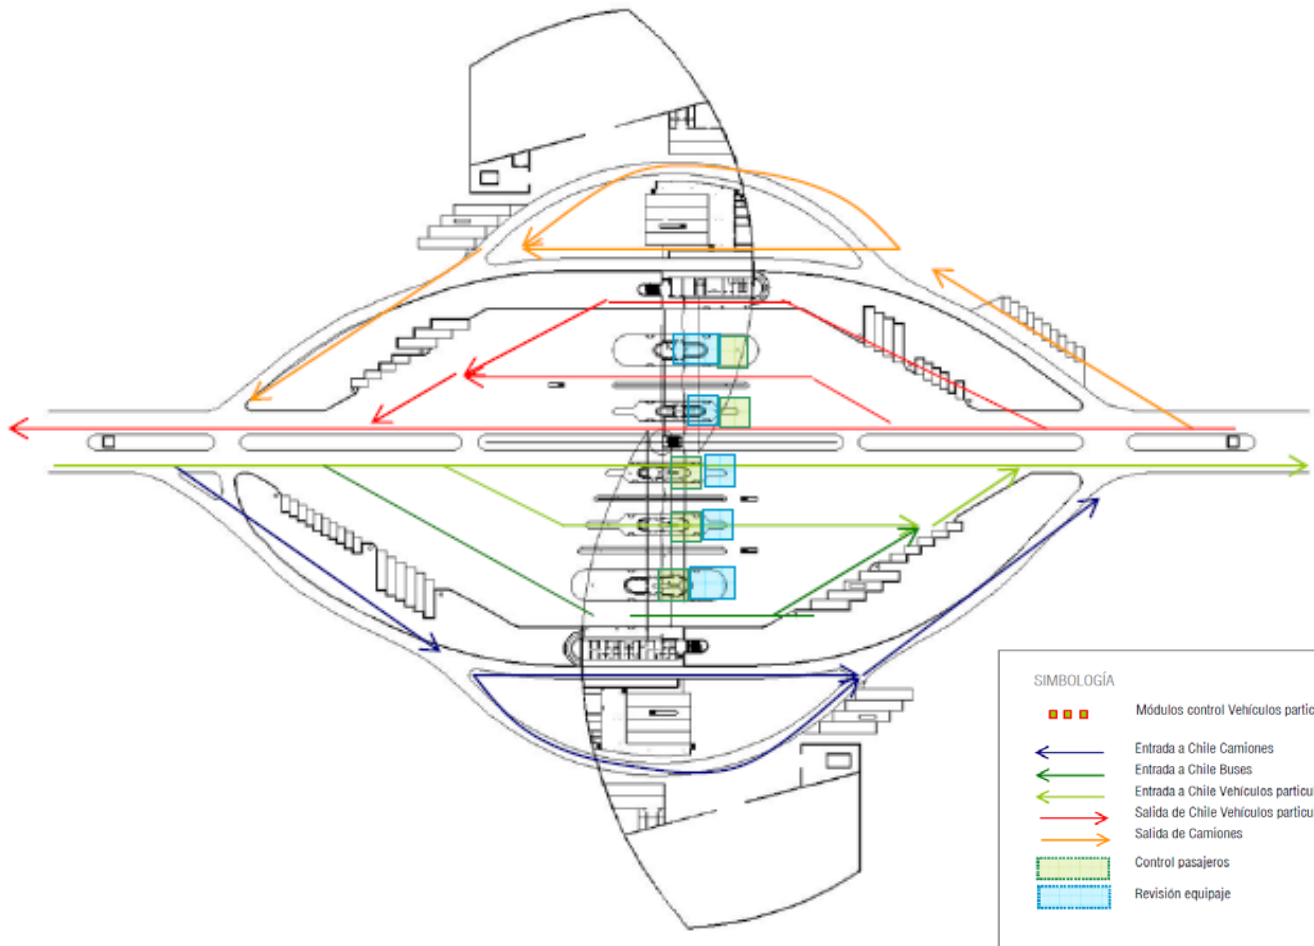 SIMBOLOGÍA
Módulos control Vehículos partic
Entrada a Chile Camiones
Entrada a Chile Buses
Entrada a Chile Vehículos particul
Salida de Chile Vehículos particu
Salida de Camiones
Control pasajeros
Revisión equipaje